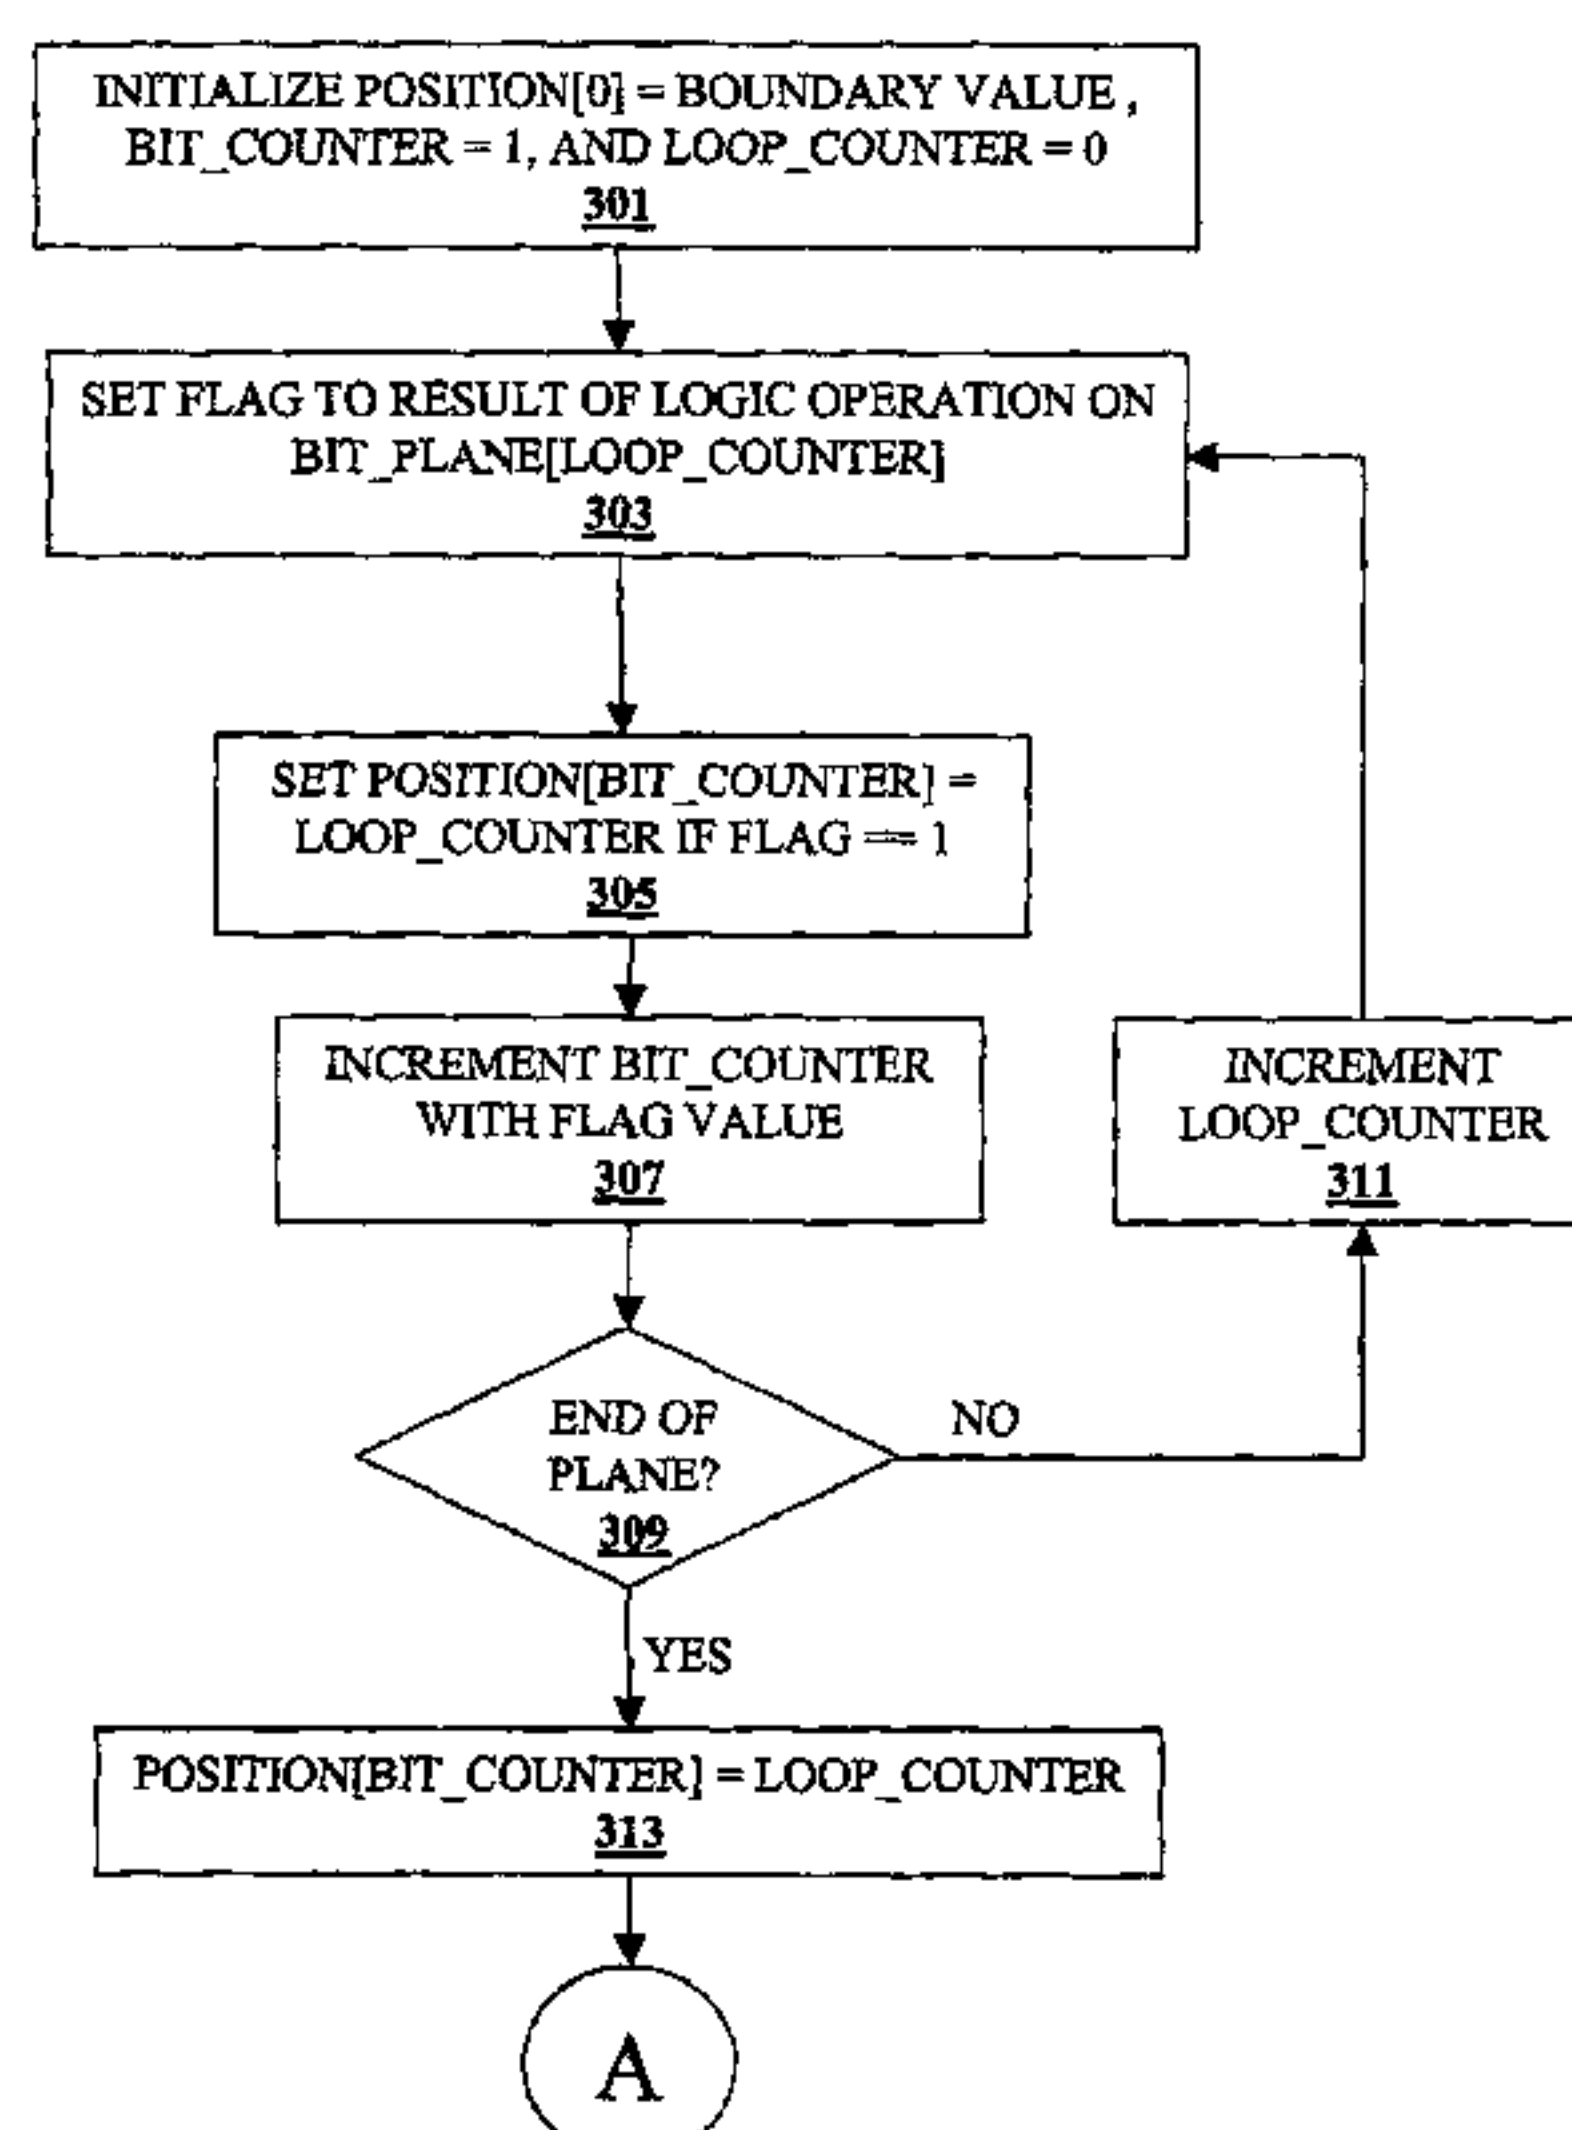 INITIALIZE POSITION[0] = BOUNDARY VALUE ,
BIT_COUNTER = 1, AND LOOP_COUNTER = 0
301
SET FLAG TO RESULT OF LOGIC OPERATION ON
BIT_PLANE[LOOP_COUNTER]
303
SET POSITION[BIT_COUNTER] =
LOOP_COUNTER IF FLAG == 1
305
INCREMENT BIT_COUNTER
WITH FLAG VALUE
307
INCREMENT
LOOP_COUNTER
311
END OF
PLANE?
309
NO
YES
POSITION[BIT_COUNTER] = LOOP_COUNTER
313
A